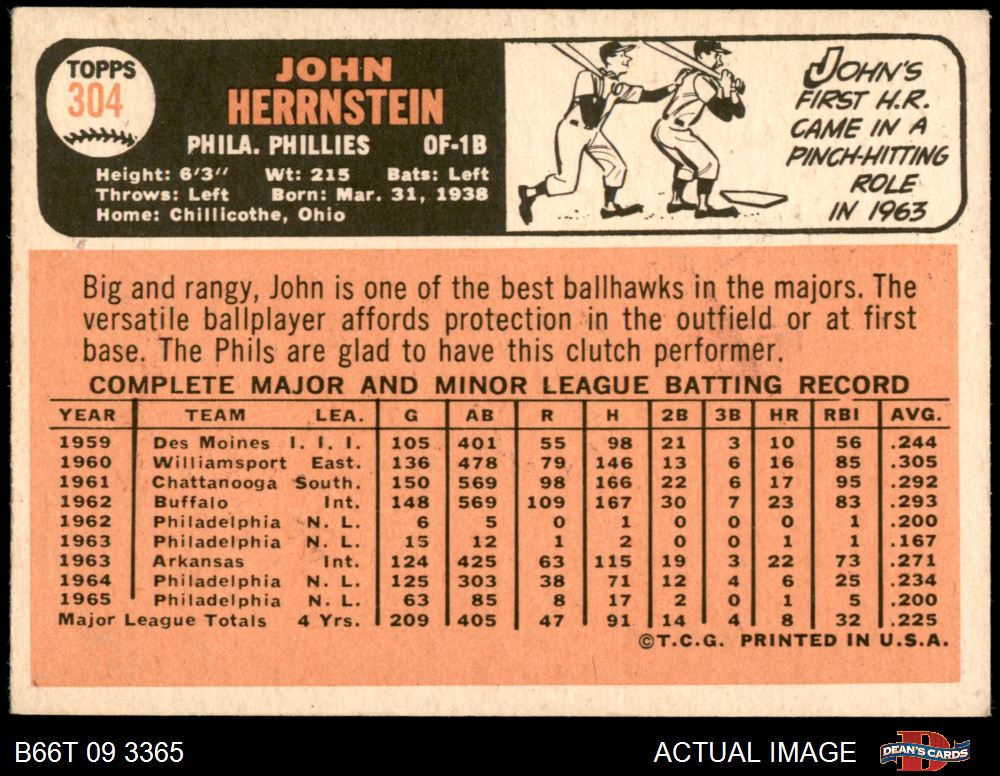 TOPPS
304
JOHN
HERRNSTEIN
PHILA. PHILLIES OF-1B
Height: 6'3" Wt: 215 Bats: Left
Throws: Left Born: Mar. 31, 1938
Home: Chillicothe, Ohio
JOHN'S
FIRST H.R.
CAME IN A
PINCH-HITTING
ROLE
IN 1963
Big and rangy, John is one of the best ballhawks in the majors. The
versatile ballplayer affords protection in the outfield or at first
base. The Phils are glad to have this clutch performer.
COMPLETE MAJOR AND MINOR LEAGUE BATTING RECORD
YEAR TEAM LEA. G AB R H 2B 3B HR RBI AVG.
1959 Des Moines I. I. I. 105 401 55 98 21 3 10 56 .244
1960 Williamsport East. 136 478 79 146 13 6 16 85 .305
1961 Chattanooga South. 150 569 98 166 22 6 17 95 .292
1962 Buffalo Int. 148 569 109 167 30 7 23 83 .293
1962 Philadelphia N. L. 6 5 0 1 0 0 0 1 .200
1963 Philadelphia N. L. 15 12 1 2 0 0 1 1 .167
1963 Arkansas Int. 124 425 63 115 19 3 22 73 .271
1964 Philadelphia N. L. 125 303 38 71 12 4 6 25 .234
1965 Philadelphia N. L. 63 85 8 17 2 0 1 5 .200
Major League Totals 4 Yrs. 209 405 47 91 14 4 8 32 .225
©T.C.G. PRINTED IN U.S.A.
B66T 09 3365 ACTUAL IMAGE DEAN'S CARDS